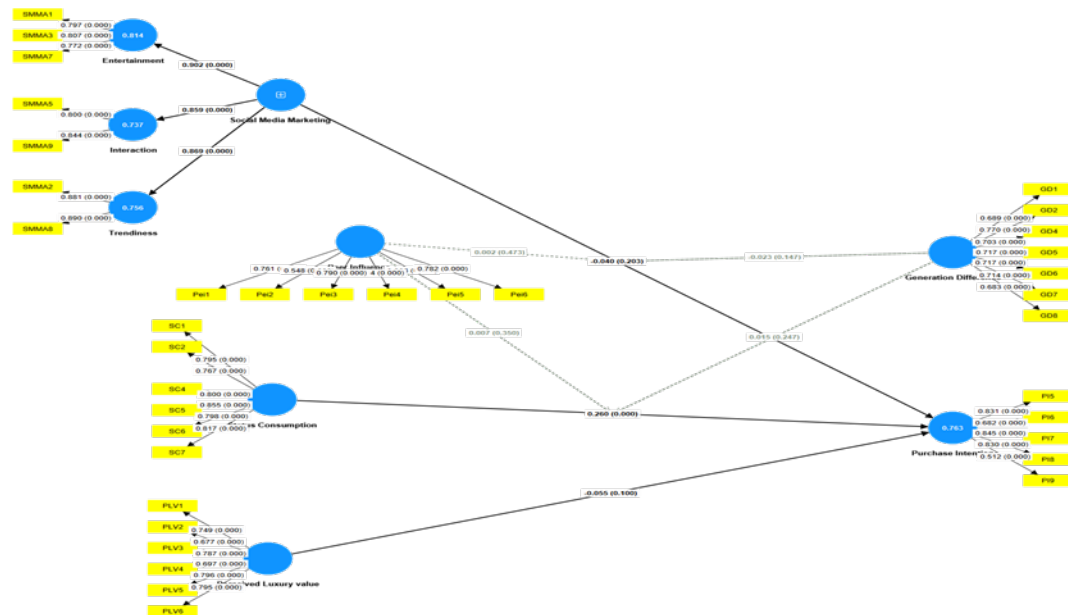 SMMA1
0.797 (0.000)
SMMA3
0.807 (0.000)
SMMA7
0.772 (0.000)
0.814
Entertainment
0.902 (0.000)
SMMA5
0.800 (0.000)
SMMA9
0.844 (0.000)
0.737
Interaction
0.859 (0.000)
Social Media Marketing
SMMA2
0.881 (0.000)
SMMA8
0.890 (0.000)
0.756
Trendiness
0.869 (0.000)
0.002 (0.473)
-0.040 (0.203)
-0.023 (0.147)
0.761
0.548
0.790 (0.000)
0.782 (0.000)
Pei1
Pei2
Pei3
Pei4
Pei5
Pei6
0.007 (0.350)
0.015 (0.247)
GD1
GD2
GD4
GD5
GD6
GD7
GD8
0.689 (0.000)
0.770 (0.000)
0.703 (0.000)
0.717 (0.000)
0.717 (0.000)
0.714 (0.000)
0.683 (0.000)
Generation
SC1
SC2
SC4
SC5
SC6
SC7
0.795 (0.000)
0.767 (0.000)
0.800 (0.000)
0.855 (0.000)
0.798 (0.000)
0.817 (0.000)
Consumption
0.260 (0.000)
PI5
PI6
PI7
PI8
PI9
0.831 (0.000)
0.682 (0.000)
0.845 (0.000)
0.830 (0.000)
0.512 (0.000)
0.763
Purchase
-0.055 (0.100)
PLV1
PLV2
PLV3
PLV4
PLV5
PLV6
0.749 (0.000)
0.677 (0.000)
0.787 (0.000)
0.697 (0.000)
0.796 (0.000)
0.795 (0.000)
Luxury value